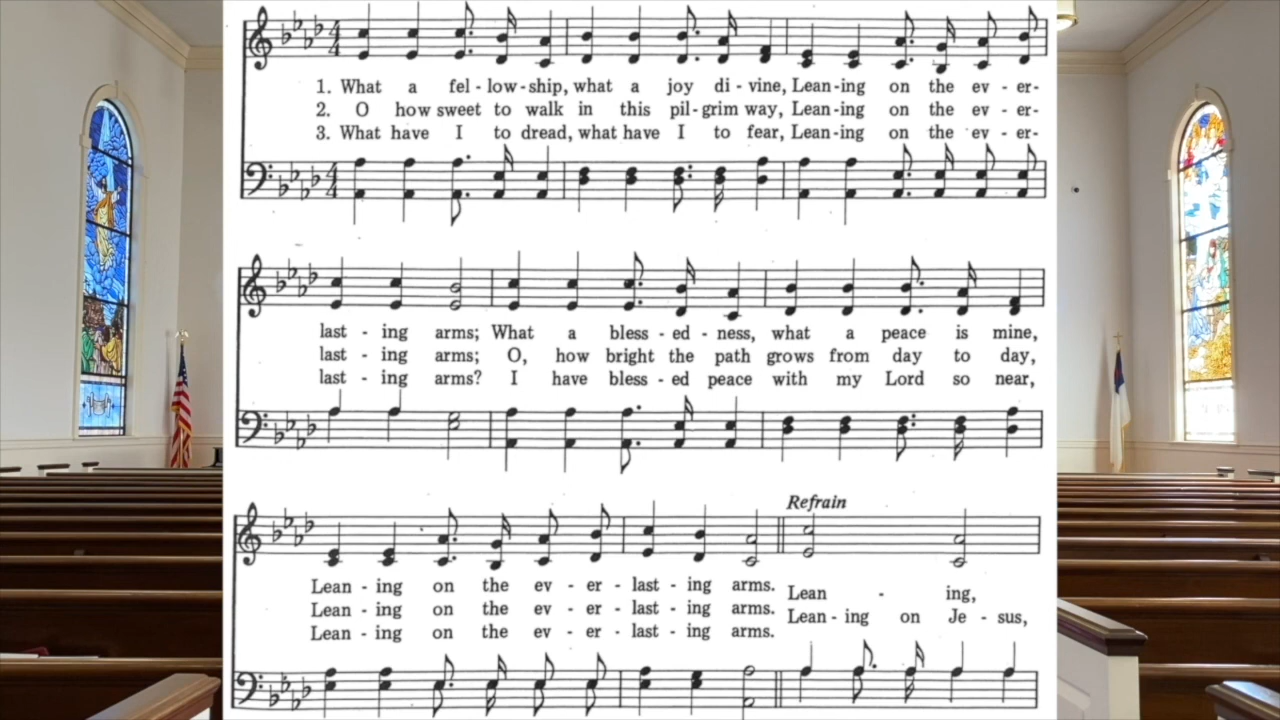 1. What a fel - low - ship, what a joy di - vine, Lean - ing on the ev - er-
2. O how sweet to walk in this pil - grim way, Lean - ing on the ev - er-
3. What have I to dread, what have I to fear, Lean - ing on the ev - er-
last - ing arms; What a bless - ed - ness, what a peace is mine,
last - ing arms; O, how bright the path grows from day to day,
last - ing arms? I have bless - ed peace with my Lord so near,
Refrain
Lean - ing on the ev - er - last - ing arms. Lean - ing,
Lean - ing on the ev - er - last - ing arms. Lean - ing on Je - sus,
Lean - ing on the ev - er - last - ing arms.